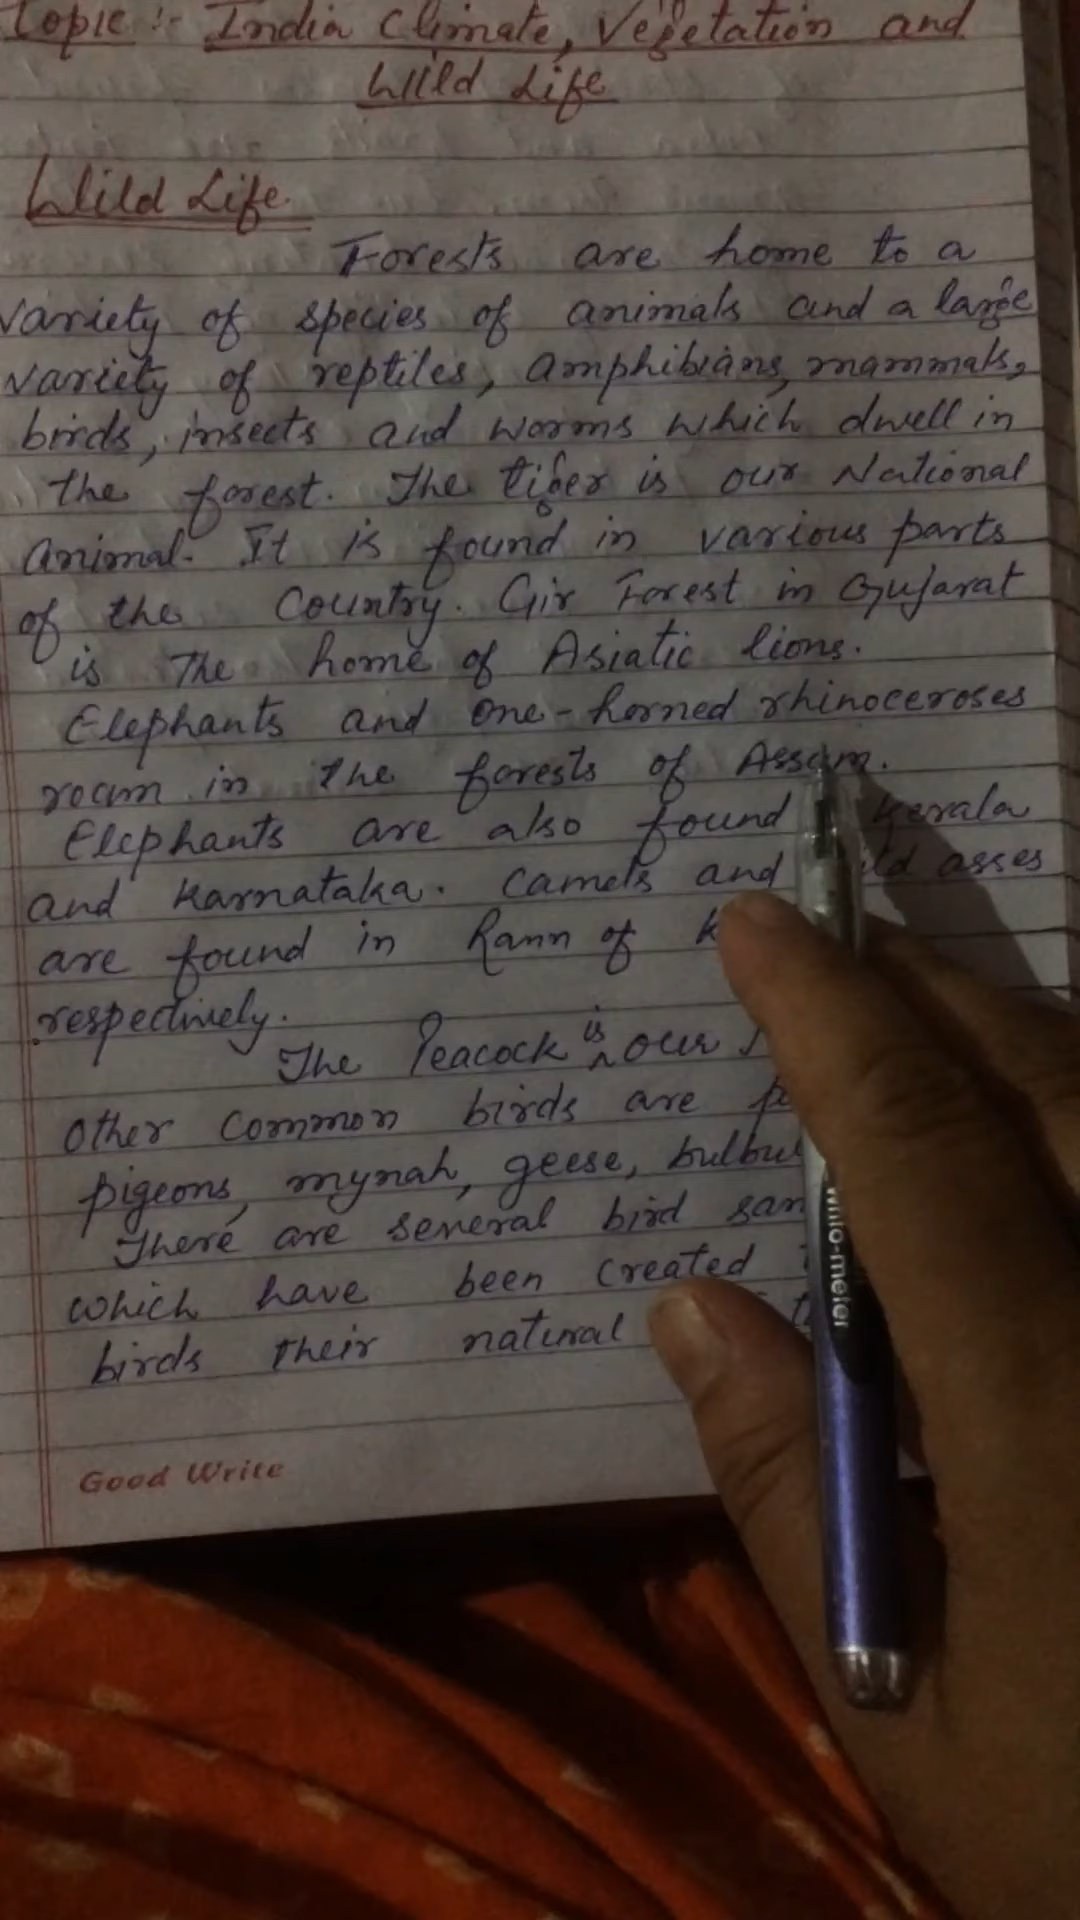 Topic :- India Climate, Vegetation and
Wild Life
Wild Life
Forests are home to a
variety of species of animals and a large
variety of reptiles, amphibians, mammals,
birds, insects and worms which dwell in
the forest. The tiger is our National
animal. It is found in various parts
of the Country. Gir Forest in Gujarat
is The home of Asiatic lions.
Elephants and one-horned rhinoceroses
roam in the forests of Assam.
Elephants are also found Kerala
and Karnataka. Camels and asses
are found in Rann of
respectively.
The Peacock is our
Other Common birds are
pigeons, mynah, geese, bulbul
There are several bird
which have been created
birds their natural
Good Write